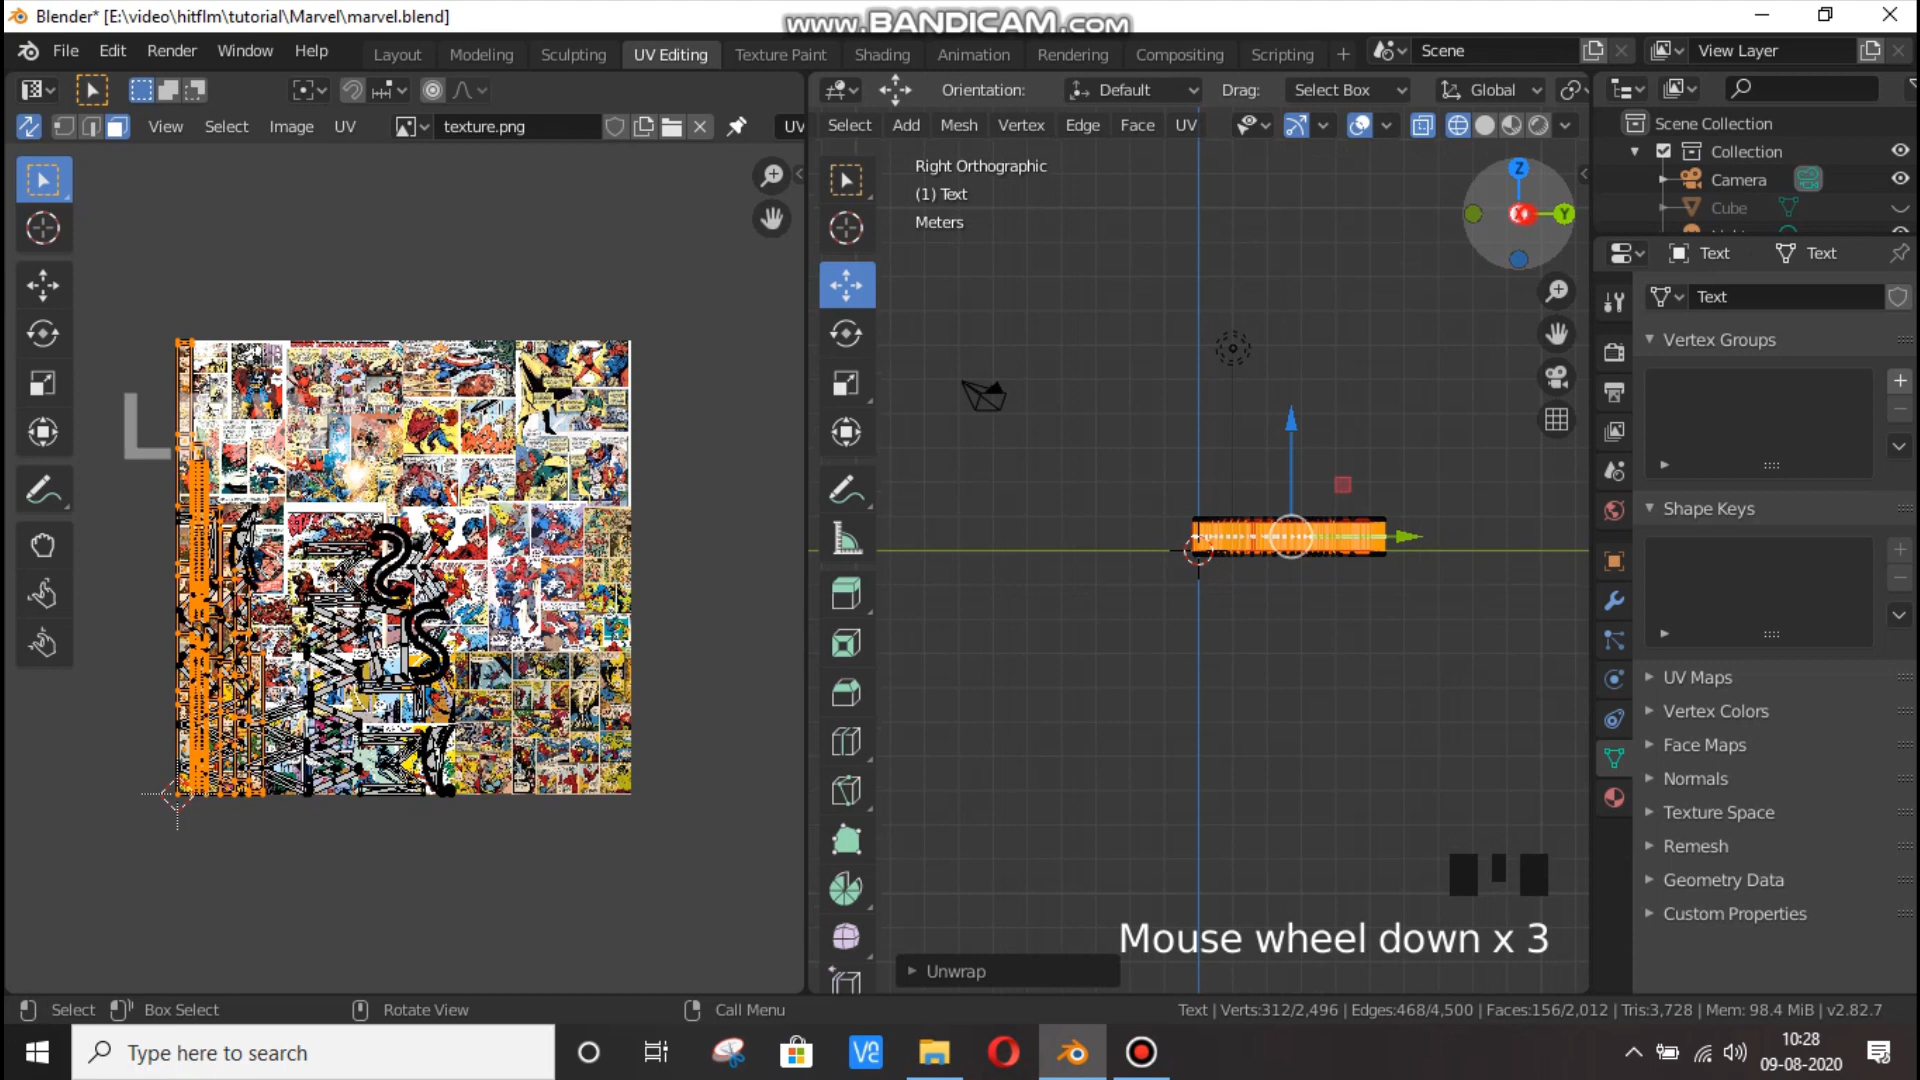 Blender* [E:\video\hitflm\tutorial\Marvel\marvel.blend]
www.BANDICAM.com
File Edit Render Window Help
Layout Modeling Sculpting UV Editing Texture Paint Shading Animation Rendering Compositing Scripting +
Scene
View Layer
Orientation: Default Drag: Select Box Global
View Select Image UV texture.png UV
Select Add Mesh Vertex Edge Face UV
Right Orthographic
(1) Text
Meters
Z
X
Y
Scene Collection
Collection
Camera
Cube
Text Text
Text
Vertex Groups
Shape Keys
UV Maps
Vertex Colors
Face Maps
Normals
Texture Space
Remesh
Geometry Data
Custom Properties
Mouse wheel down x 3
Unwrap
Select Box Select Rotate View Call Menu
Text | Verts:312/2,496 | Edges:468/4,500 | Faces:156/2,012 | Tris:3,728 | Mem: 98.4 MiB | v2.82.7
Type here to search
10:28
09-08-2020